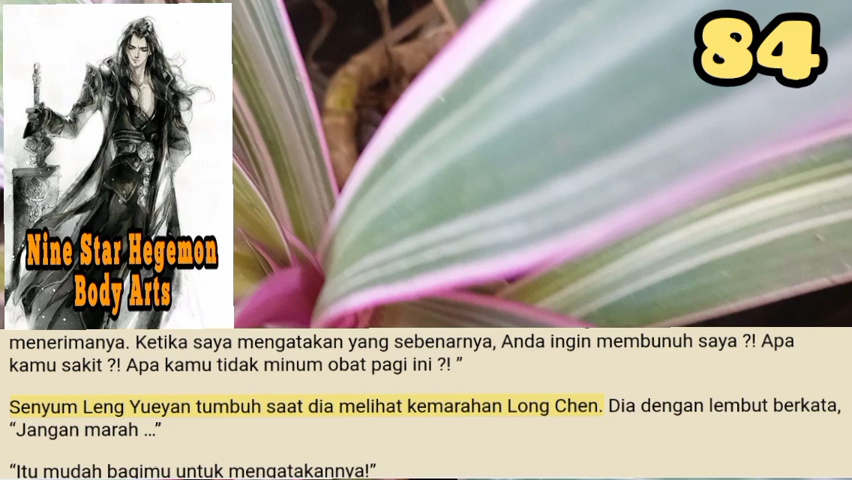 84
Nine Star Hegemon
Body Arts
menerimanya. Ketika saya mengatakan yang sebenarnya, Anda ingin membunuh saya ?! Apa
kamu sakit ?! Apa kamu tidak minum obat pagi ini ?! ”
Senyum Leng Yueyan tumbuh saat dia melihat kemarahan Long Chen. Dia dengan lembut berkata,
“Jangan marah ...”
“Itu mudah bagimu untuk mengatakannya!”